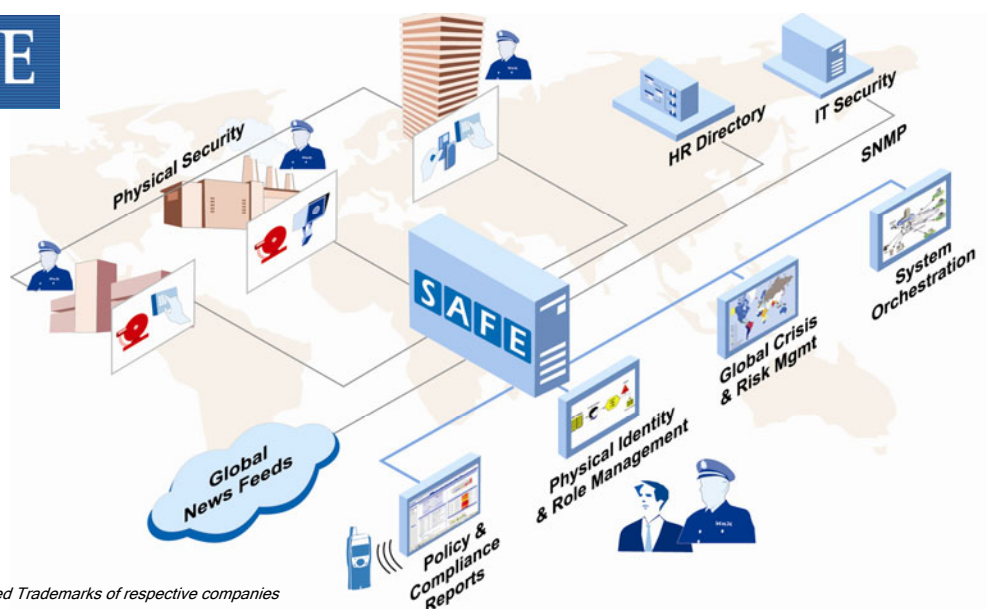 E
Physical Security
HR Directory
IT Security
SNMP
System
Orchestration
SAFE
Global Crisis
& Risk Mgmt
Physical Identity
& Role Management
Global
News Feeds
Policy &
Compliance
Reports
ed Trademarks of respective companies